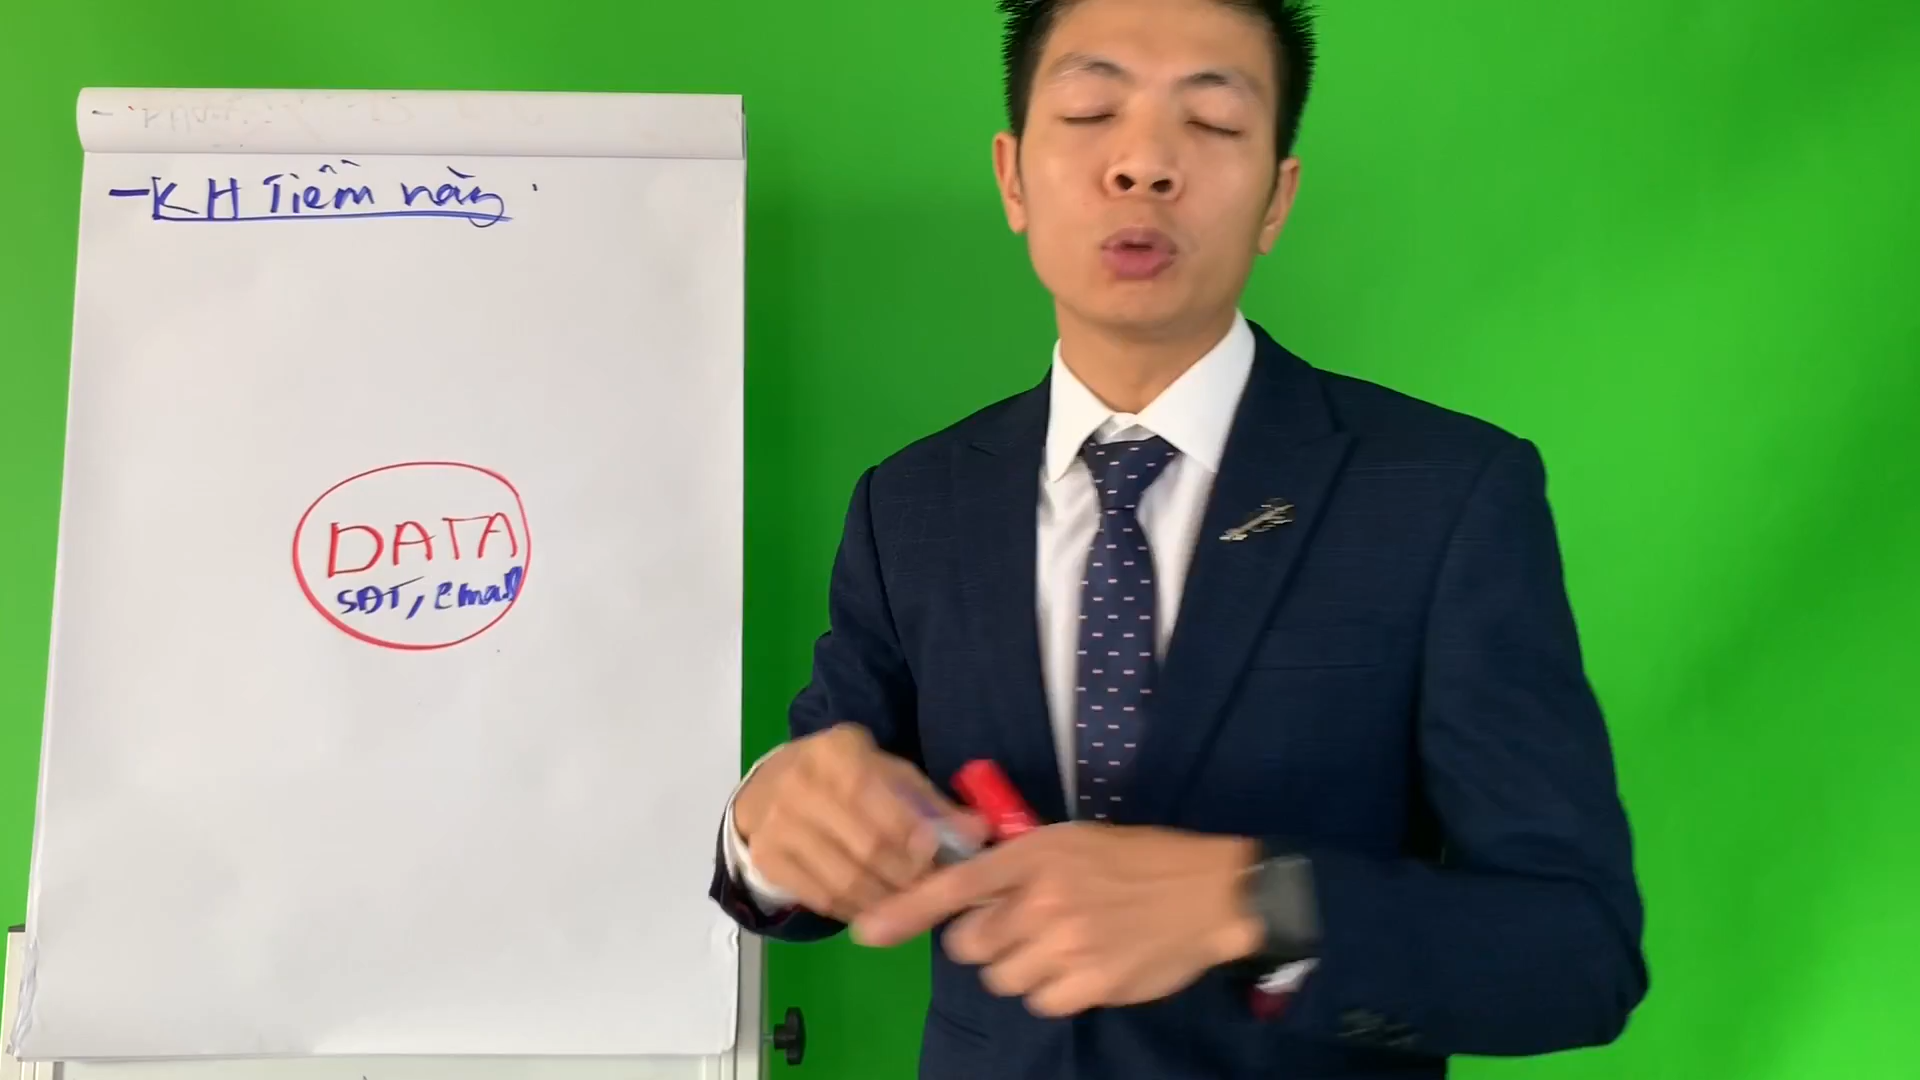 - KH Tiềm năng
DATA
SĐT, Email